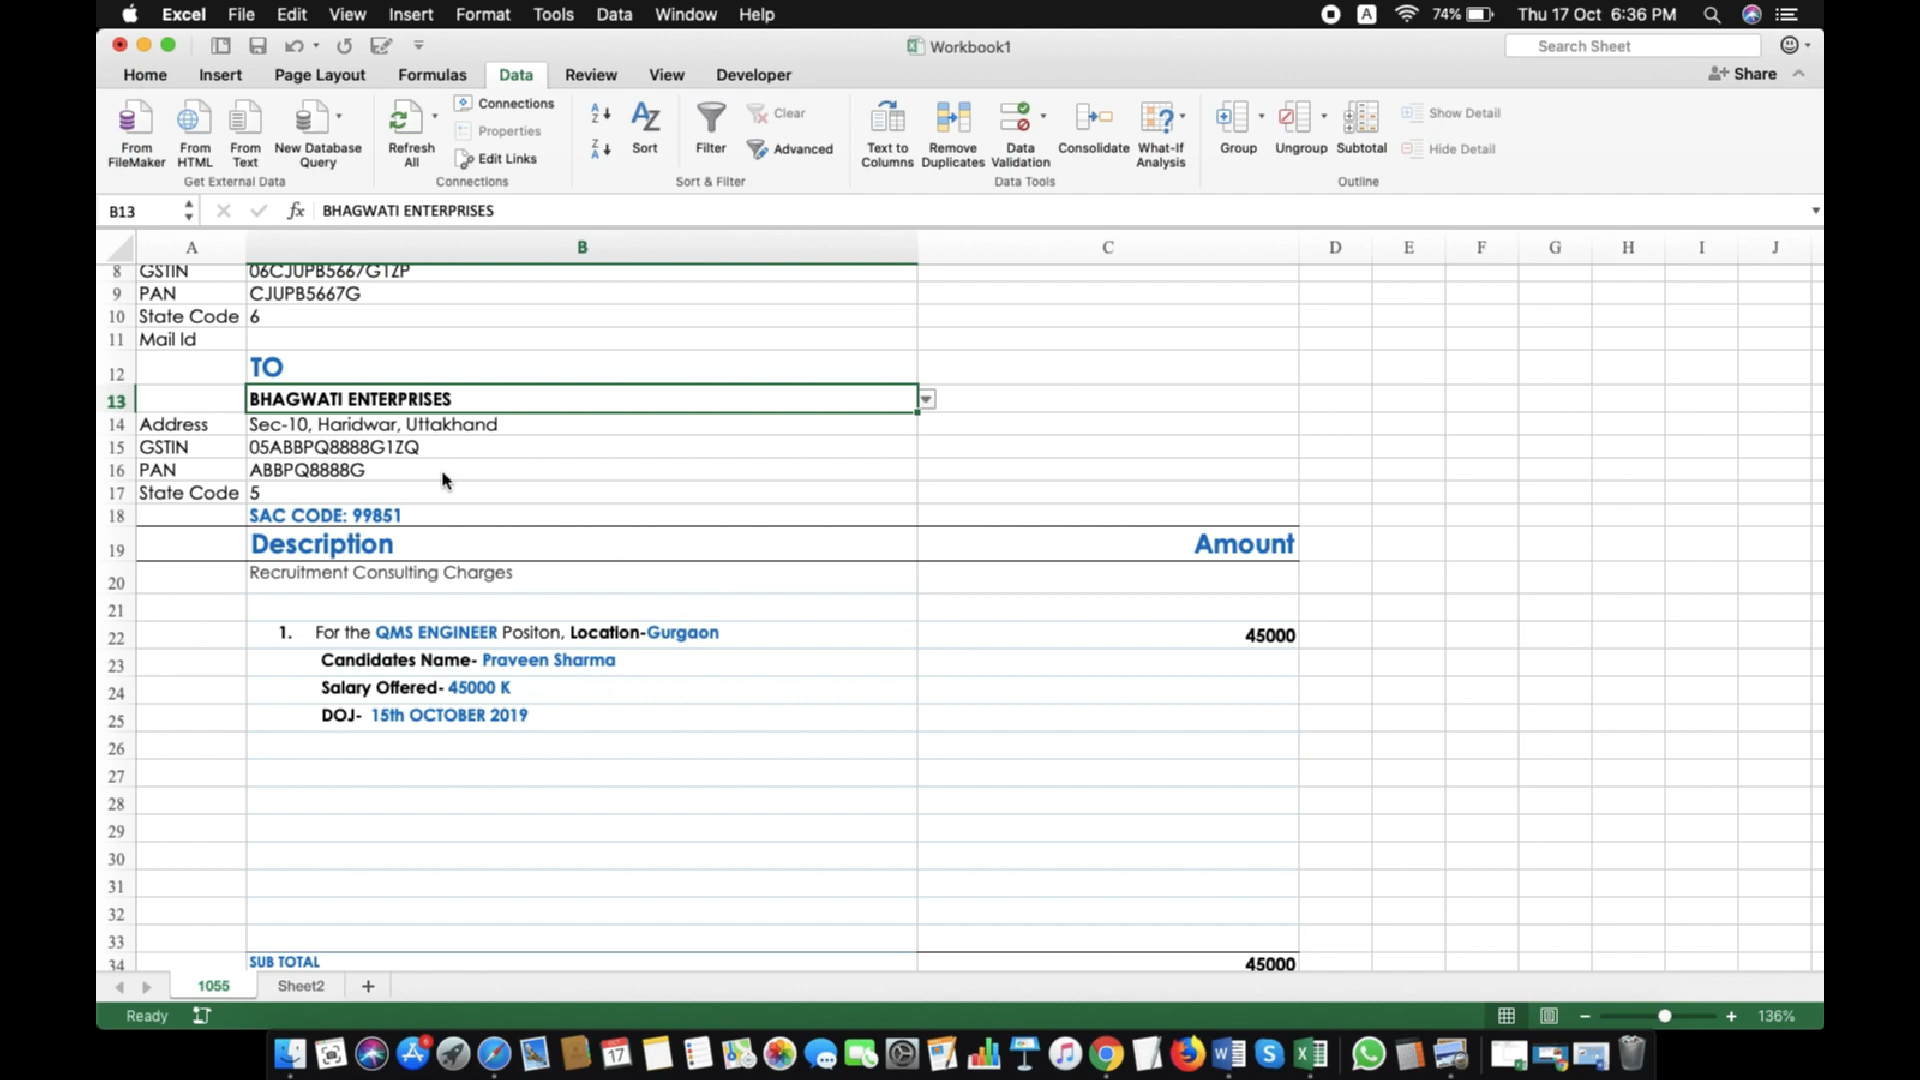 Excel File Edit View Insert Format Tools Data Window Help A 74% Thu 17 Oct 6:36 PM
Workbook1 Search Sheet
Home Insert Page Layout Formulas Data Review View Developer Share
From FileMaker
From HTML
From Text
New Database Query
Get External Data
Refresh All
Connections
Properties
Edit Links
Connections
Sort
Filter
Clear
Advanced
Sort & Filter
Text to Columns
Remove Duplicates
Data Validation
Consolidate
What-If Analysis
Data Tools
Group
Ungroup
Subtotal
Show Detail
Hide Detail
Outline
B13 fx BHAGWATI ENTERPRISES
A B C D E F G H I J
8 GSTIN 06CJUPB5667G1ZP
9 PAN CJUPB5667G
10 State Code 6
11 Mail Id
12 TO
13 BHAGWATI ENTERPRISES
14 Address Sec-10, Haridwar, Uttakhand
15 GSTIN 05ABBPQ8888G1ZQ
16 PAN ABBPQ8888G
17 State Code 5
18 SAC CODE: 99851
19 Description Amount
20 Recruitment Consulting Charges
21
22 1. For the QMS ENGINEER Positon, Location-Gurgaon 45000
23 Candidates Name- Praveen Sharma
24 Salary Offered- 45000 K
25 DOJ- 15th OCTOBER 2019
26
27
28
29
30
31
32
33
34 SUB TOTAL 45000
1055 Sheet2 +
Ready 136%
17